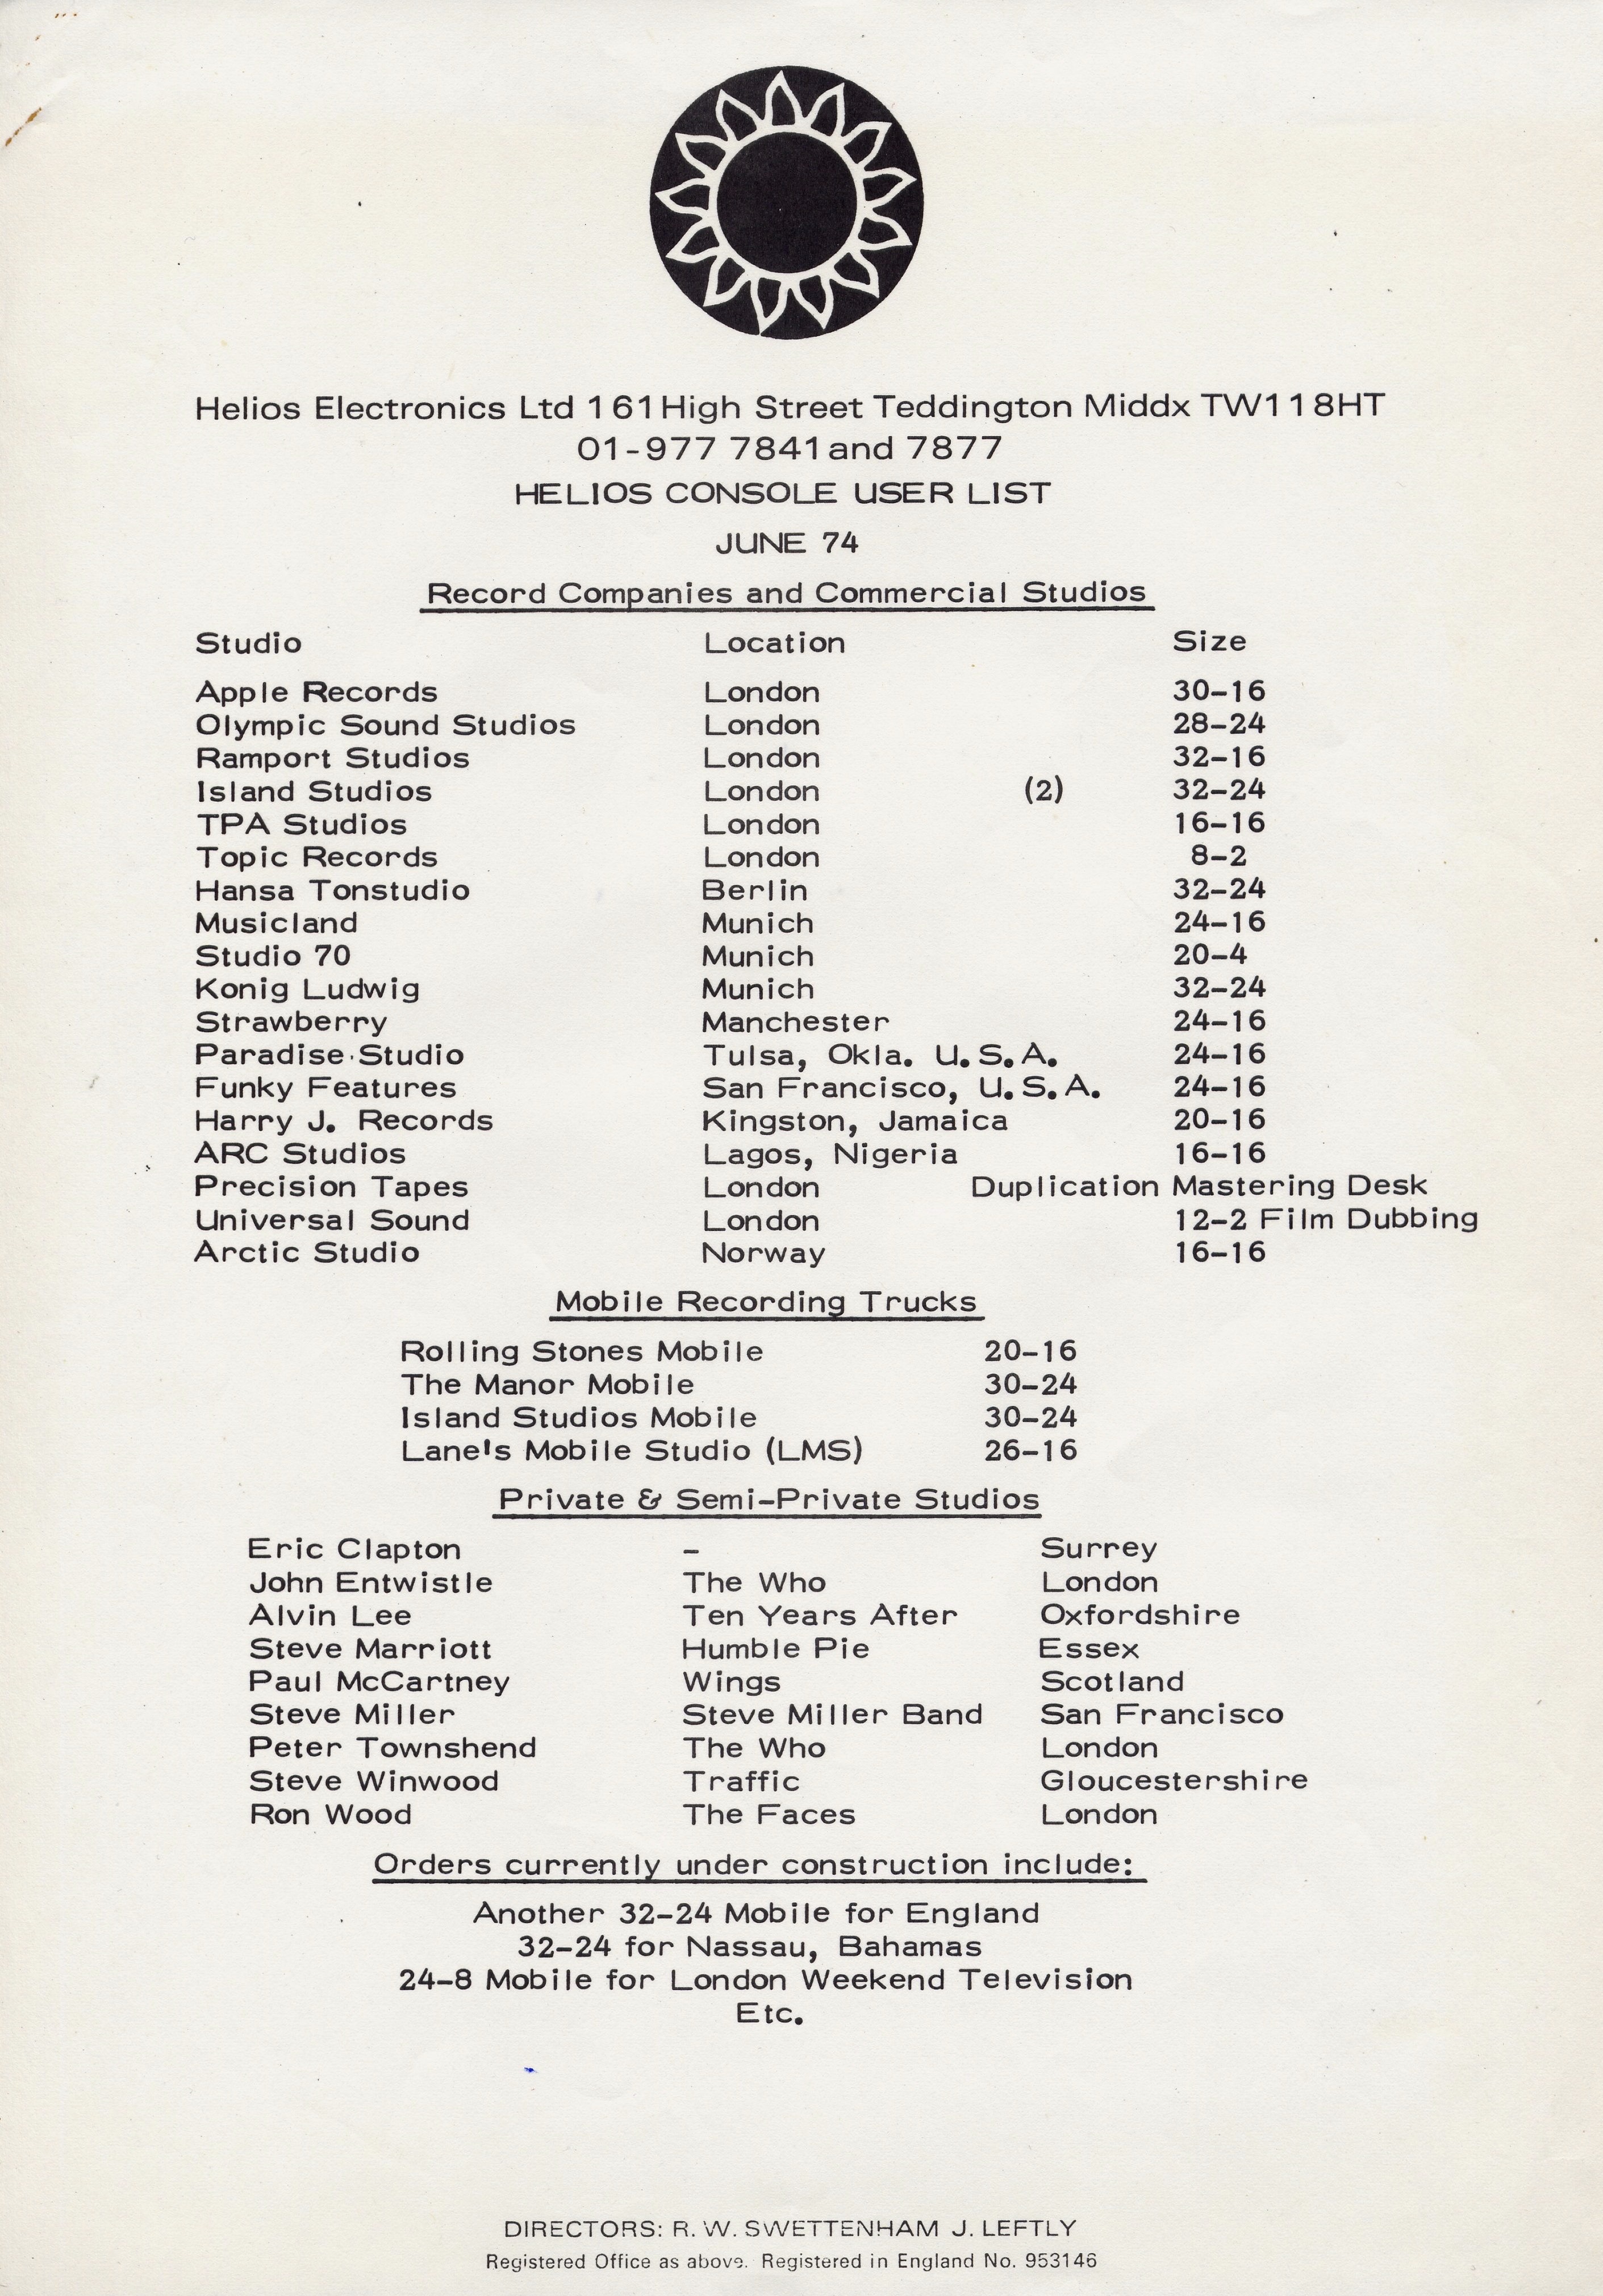 Helios Electronics Ltd 161 High Street Teddington Middx TW11 8HT
01-977 7841 and 7877
HELIOS CONSOLE USER LIST
JUNE 74
Record Companies and Commercial Studios
Studio Location Size
Apple Records London 30-16
Olympic Sound Studios London 28-24
Ramport Studios London 32-16
Island Studios London (2) 32-24
TPA Studios London 16-16
Topic Records London 8-2
Hansa Tonstudio Berlin 32-24
Musicland Munich 24-16
Studio 70 Munich 20-4
Konig Ludwig Munich 32-24
Strawberry Manchester 24-16
Paradise Studio Tulsa, Okla. U.S.A. 24-16
Funky Features San Francisco, U.S.A. 24-16
Harry J. Records Kingston, Jamaica 20-16
ARC Studios Lagos, Nigeria 16-16
Precision Tapes London Duplication Mastering Desk
Universal Sound London 12-2 Film Dubbing
Arctic Studio Norway 16-16
Mobile Recording Trucks
Rolling Stones Mobile 20-16
The Manor Mobile 30-24
Island Studios Mobile 30-24
Lane's Mobile Studio (LMS) 26-16
Private & Semi-Private Studios
Eric Clapton - Surrey
John Entwistle The Who London
Alvin Lee Ten Years After Oxfordshire
Steve Marriott Humble Pie Essex
Paul McCartney Wings Scotland
Steve Miller Steve Miller Band San Francisco
Peter Townshend The Who London
Steve Winwood Traffic Gloucestershire
Ron Wood The Faces London
Orders currently under construction include:
Another 32-24 Mobile for England
32-24 for Nassau, Bahamas
24-8 Mobile for London Weekend Television
Etc.
DIRECTORS: R. W. SWETTENHAM J. LEFTLY
Registered Office as above. Registered in England No. 953146